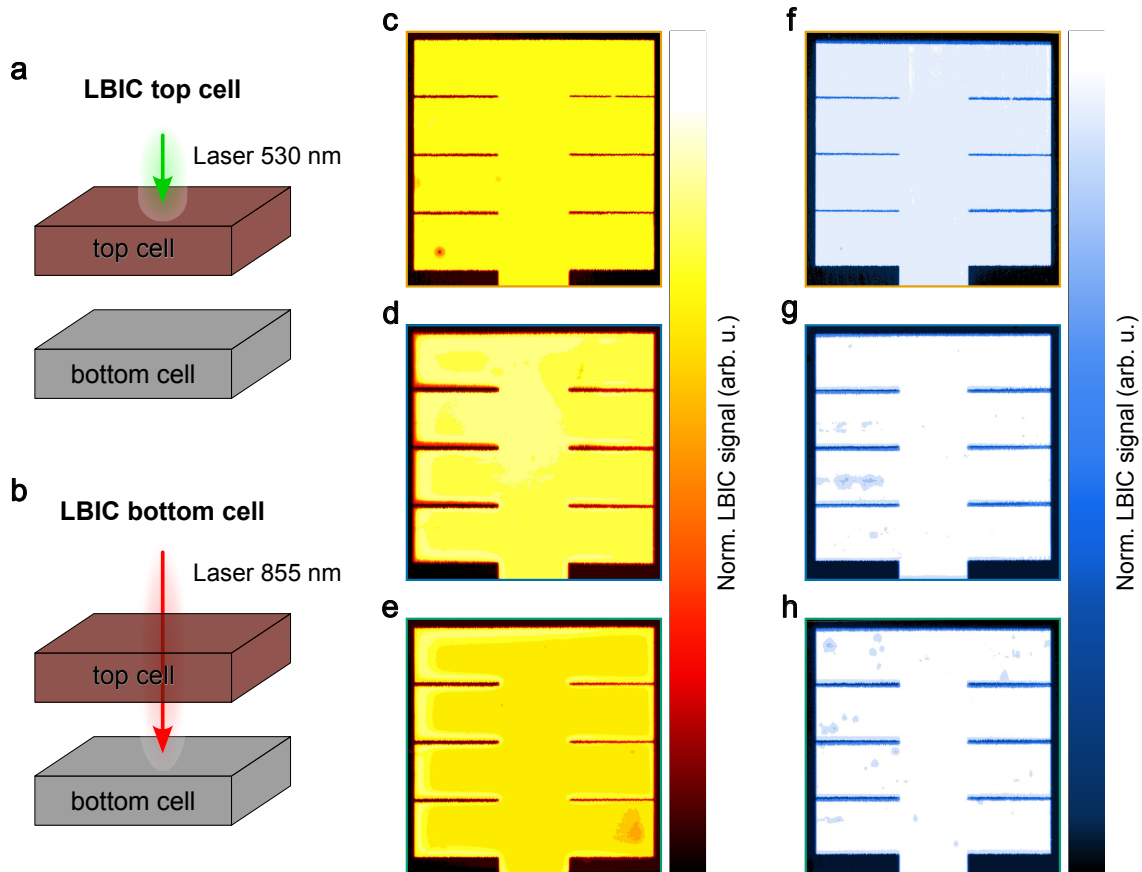 a
LBIC top cell
Laser 530 nm
top cell
bottom cell
b
LBIC bottom cell
Laser 855 nm
top cell
bottom cell
c
d
e
Norm. LBIC signal (arb. u.)
f
g
h
Norm. LBIC signal (arb. u.)